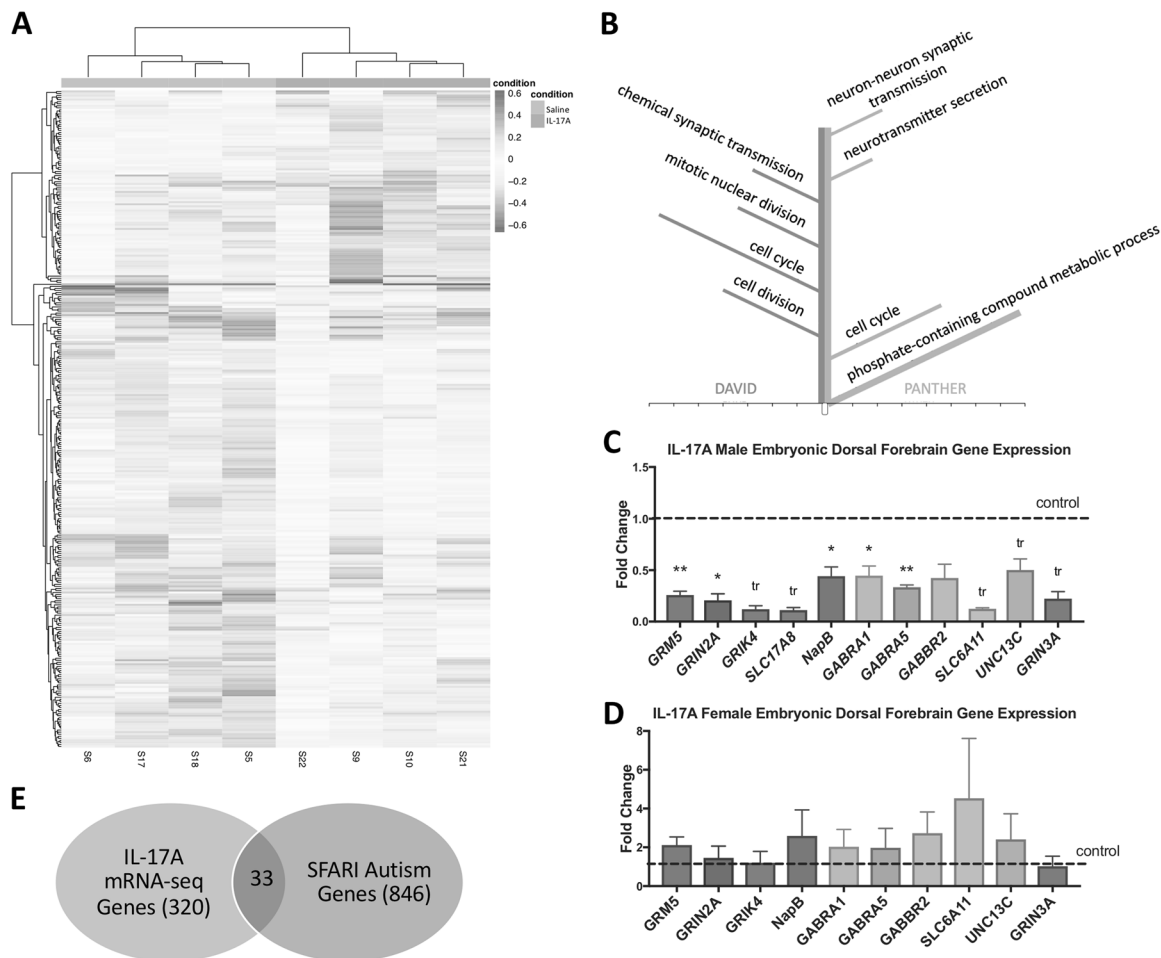 A
condition
0.6
0.4
0.2
0
−0.2
−0.4
−0.6
condition
Saline
IL-17A
S6
S17
S18
S5
S22
S9
S10
S21
B
neuron-neuron synaptic
transmission
neurotransmitter secretion
chemical synaptic transmission
mitotic nuclear division
cell cycle
cell division
cell cycle
phosphate-containing compound metabolic process
DAVID
PANTHER
C
IL-17A Male Embryonic Dorsal Forebrain Gene Expression
Fold Change
1.5
1.0
0.5
0.0
control
**
*
tr
tr
*
*
**
tr
tr
tr
GRM5
GRIN2A
GRIK4
SLC17A8
NapB
GABRA1
GABRA5
GABBR2
SLC6A11
UNC13C
GRIN3A
D
IL-17A Female Embryonic Dorsal Forebrain Gene Expression
Fold Change
8
6
4
2
0
control
GRM5
GRIN2A
GRIK4
NapB
GABRA1
GABRA5
GABBR2
SLC6A11
UNC13C
GRIN3A
E
IL-17A
mRNA-seq
Genes (320)
33
SFARI Autism
Genes (846)